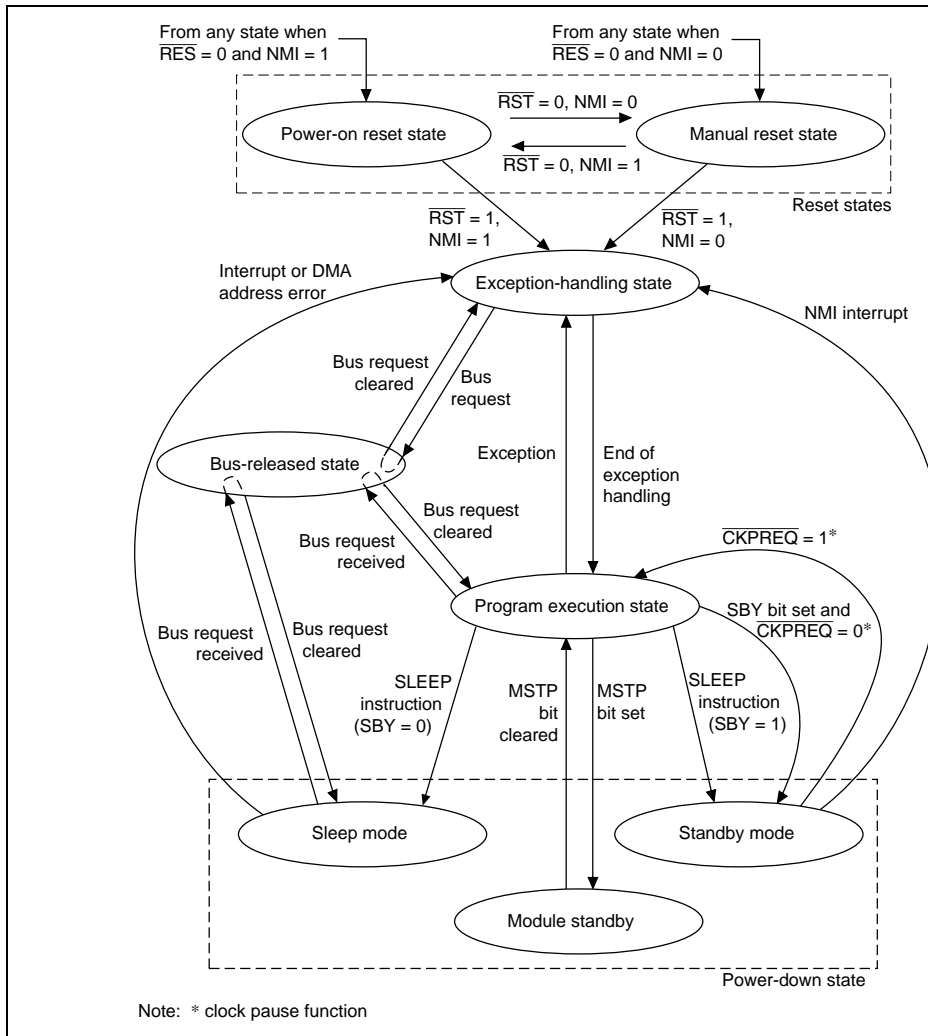 From any state when
RES = 0 and NMI = 1
From any state when
RES = 0 and NMI = 0
RST = 0, NMI = 0
Power-on reset state
Manual reset state
RST = 0, NMI = 1
Reset states
RST = 1,
NMI = 1
RST = 1,
NMI = 0
Interrupt or DMA
address error
Exception-handling state
NMI interrupt
Bus request
cleared
Bus
request
Bus-released state
Exception
End of
exception
handling
Bus request
cleared
Bus request
received
CKPREQ = 1*
Program execution state
SBY bit set and
CKPREQ = 0*
Bus request
received
Bus request
cleared
SLEEP
instruction
(SBY = 0)
MSTP
bit
cleared
MSTP
bit set
SLEEP
instruction
(SBY = 1)
Sleep mode
Standby mode
Module standby
Power-down state
Note: * clock pause function